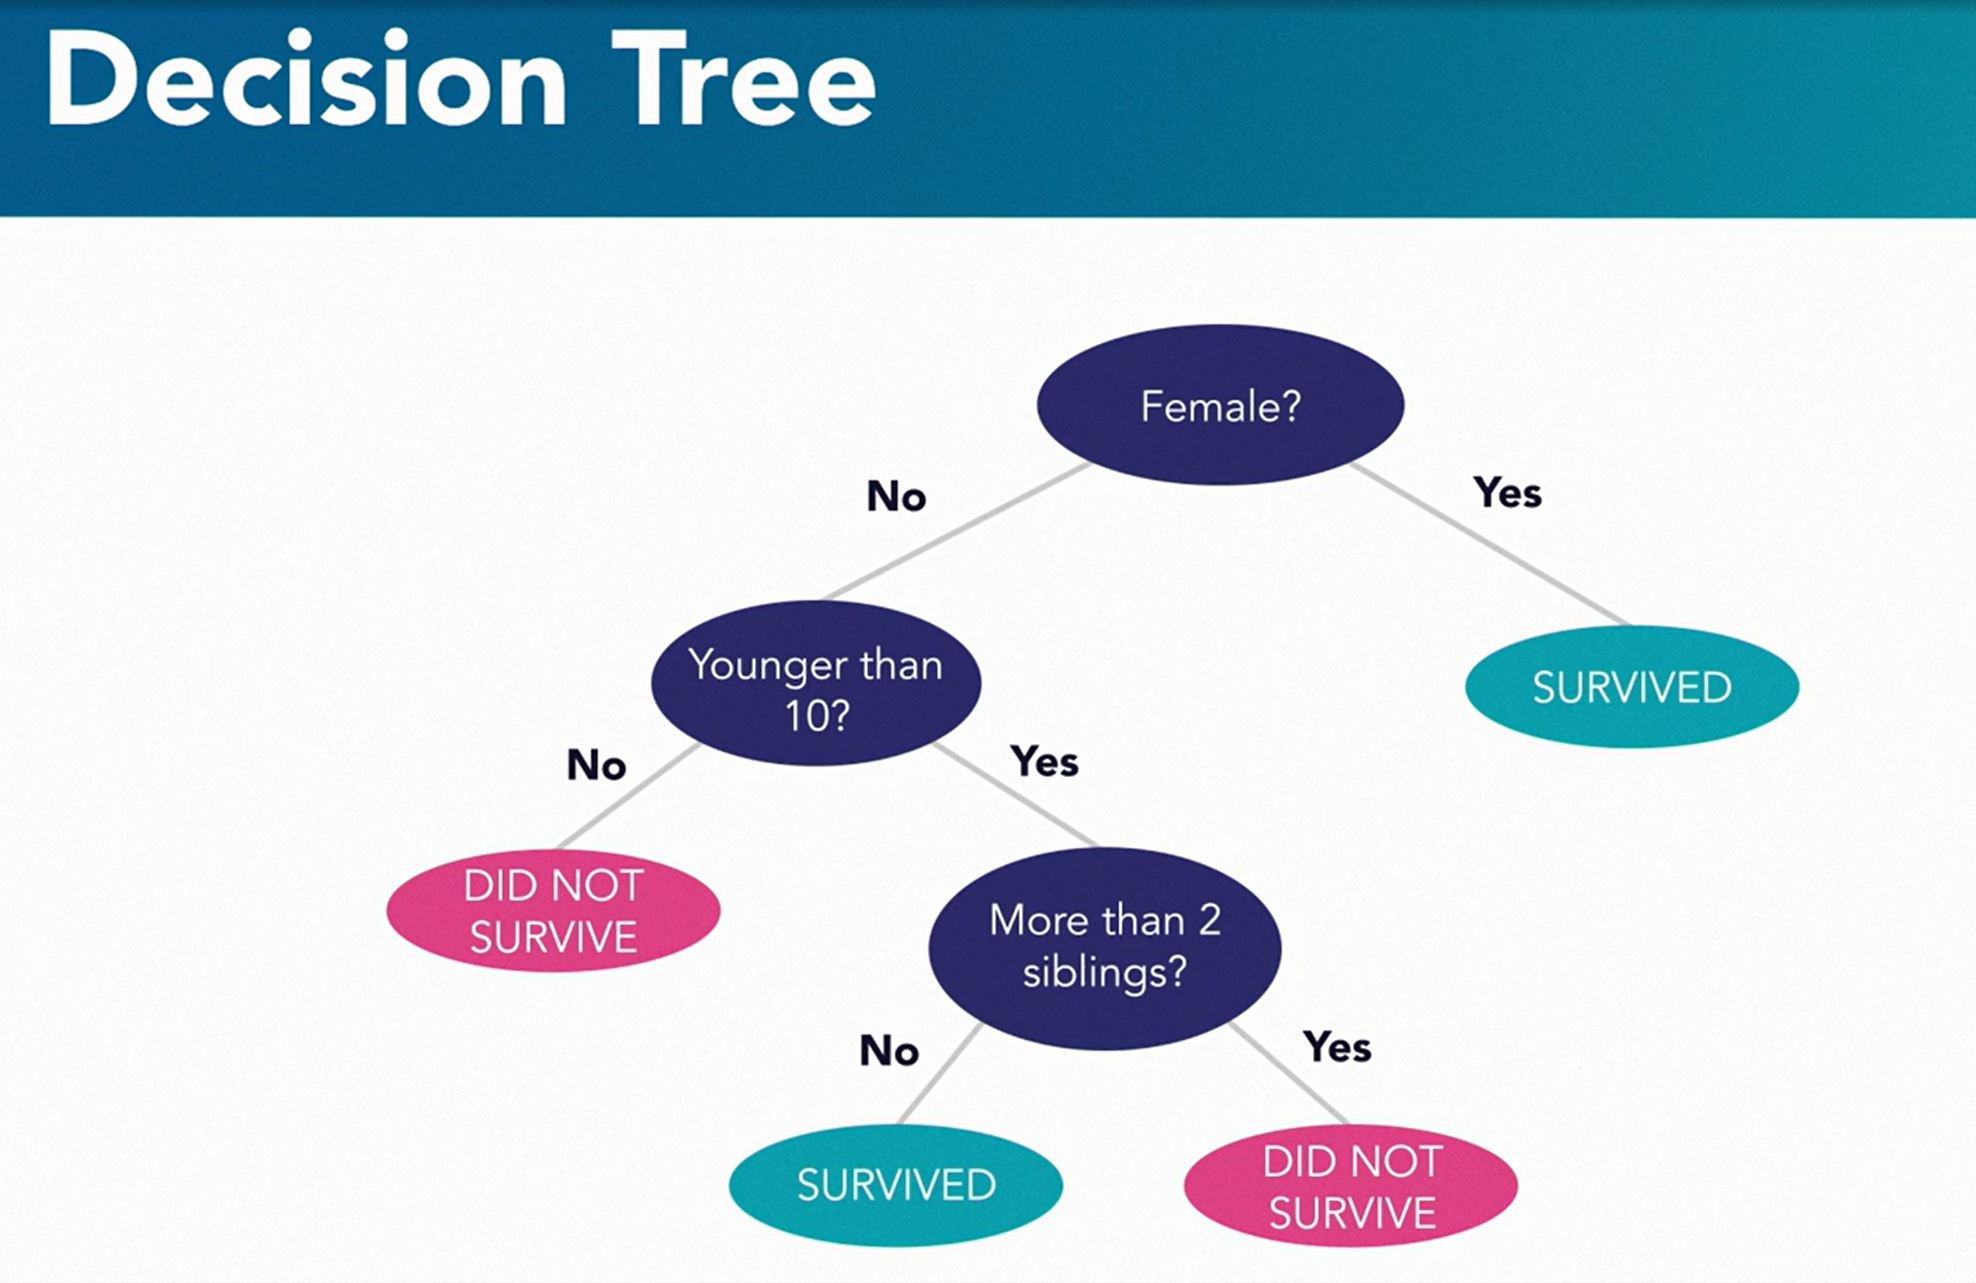 Decision Tree
Female?
No
Yes
Younger than
10?
SURVIVED
No
Yes
DID NOT
SURVIVE
More than 2
siblings?
No
Yes
SURVIVED
DID NOT
SURVIVE